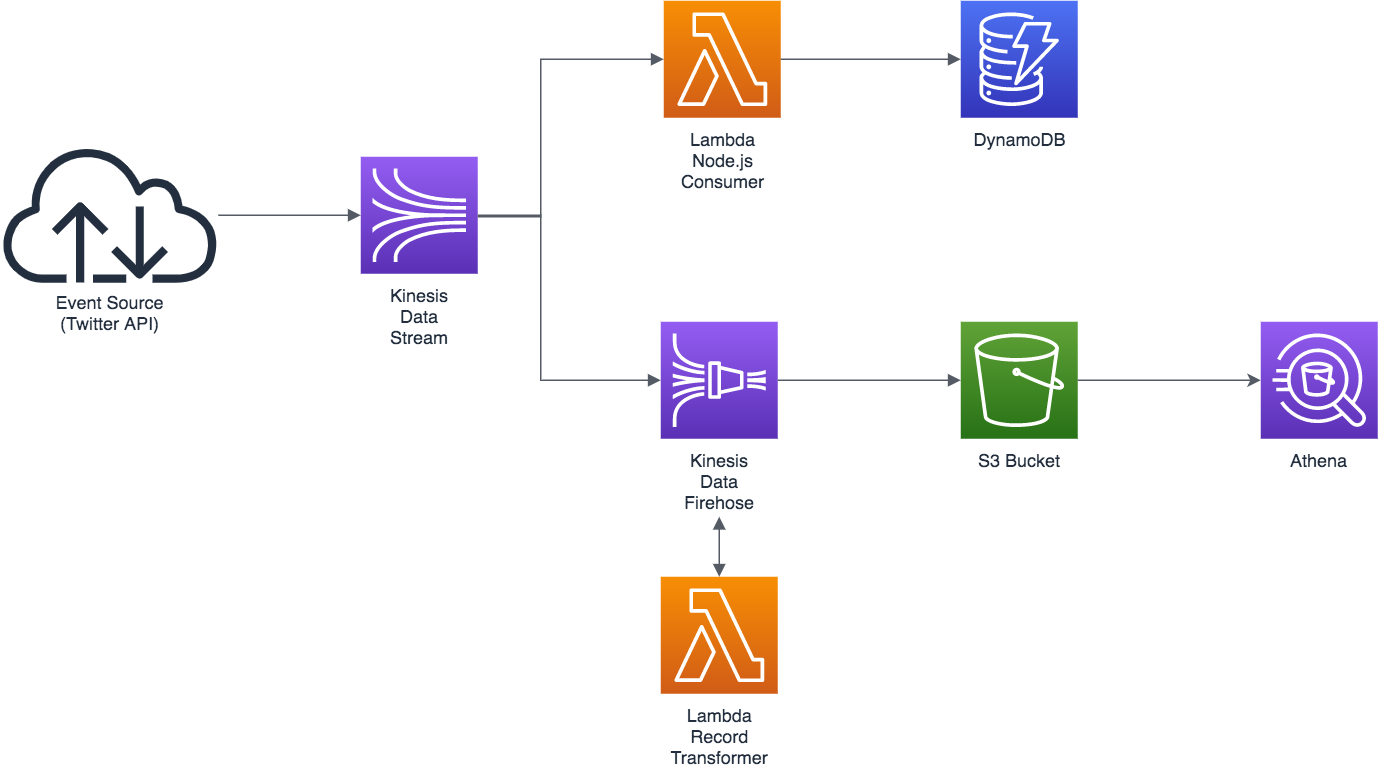 Lambda
Node.js
Consumer
DynamoDB
Event Source
(Twitter API)
Kinesis
Data
Stream
Kinesis
Data
Firehose
S3 Bucket
Athena
Lambda
Record
Transformer